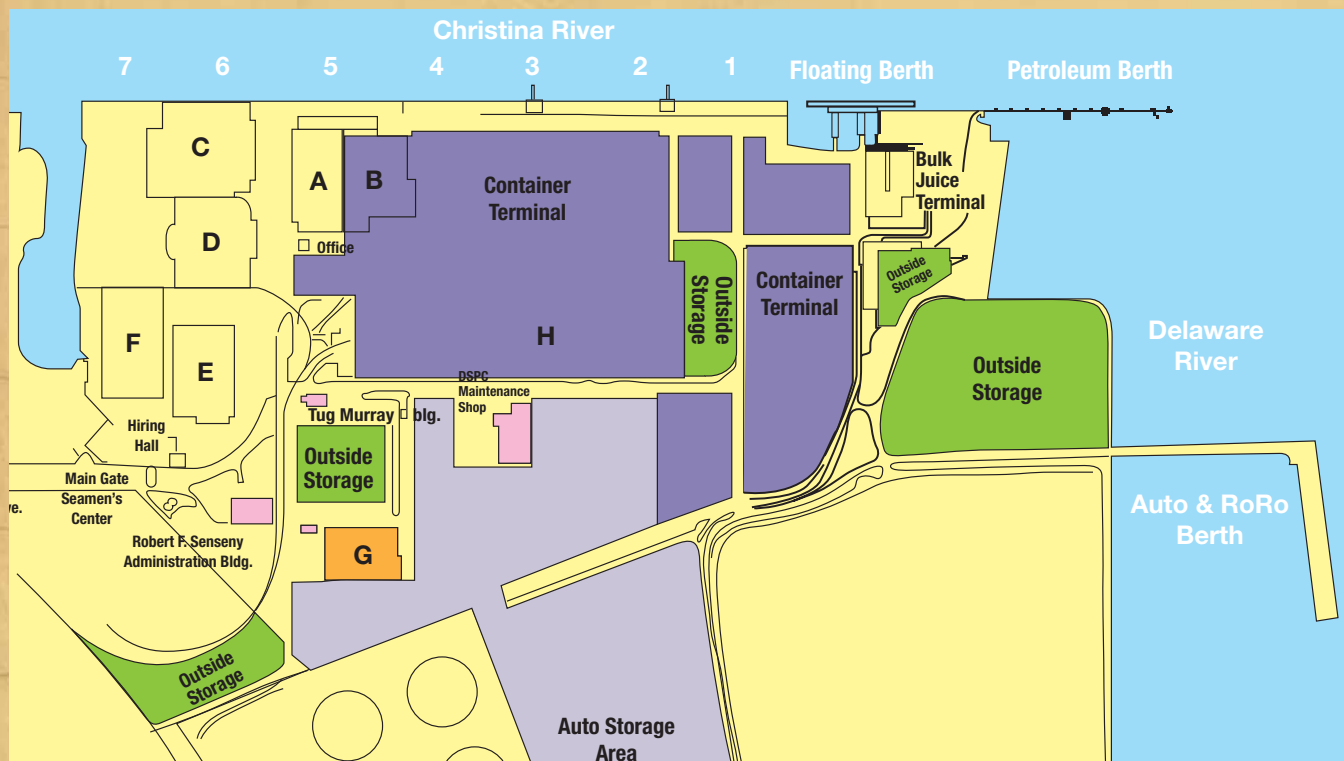 Christina River
7 6 5 4 3 2 1 Floating Berth Petroleum Berth
C
A
B
Container
Terminal
Bulk
Juice
Terminal
D
Office
Outside
Storage
Container
Terminal
Outside
Storage
F
E
H
Outside
Storage
Delaware
River
DSPC
Maintenance
Shop
Tug Murray blg.
Hiring
Hall
Outside
Storage
Main Gate
Seamen's
Center
ve.
Auto & RoRo
Berth
Robert F. Senseny
Administration Bldg.
G
Outside
Storage
Auto Storage
Area